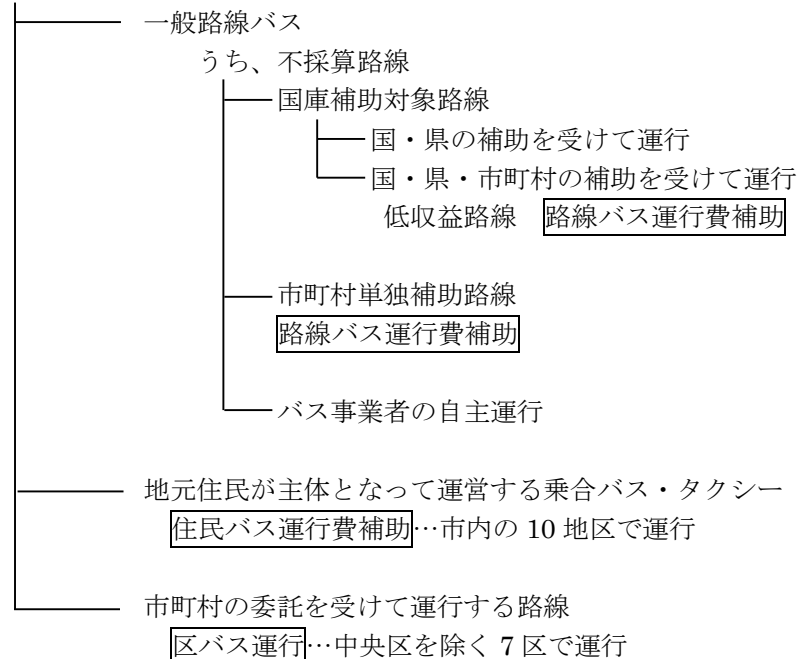 一般路線バス
うち、不採算路線
国庫補助対象路線
国・県の補助を受けて運行
国・県・市町村の補助を受けて運行
低収益路線　路線バス運行費補助
市町村単独補助路線
路線バス運行費補助
バス事業者の自主運行
地元住民が主体となって運営する乗合バス・タクシー
住民バス運行費補助…市内の 10 地区で運行
市町村の委託を受けて運行する路線
区バス運行…中央区を除く 7 区で運行